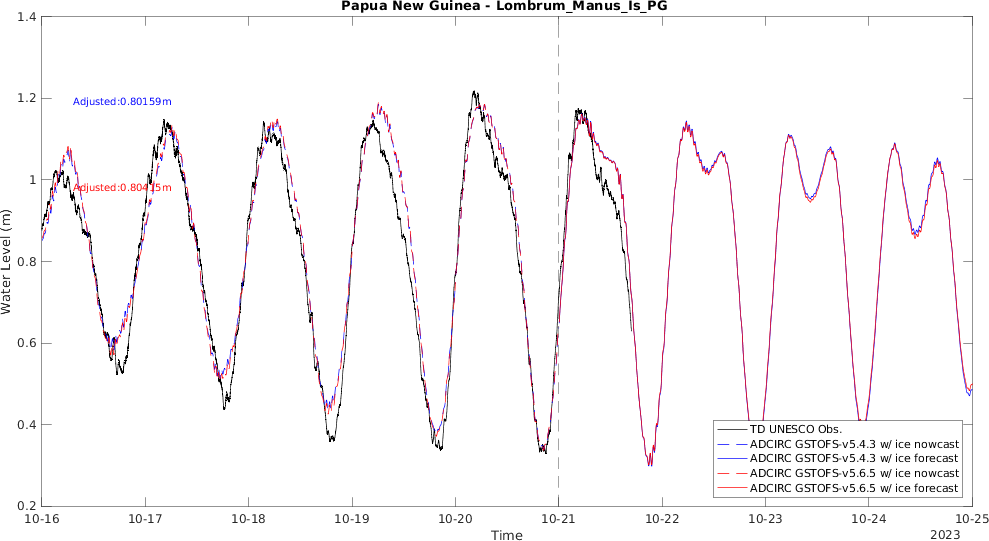 Papua New Guinea - Lombrum_Manus_Is_PG
1.4
1.2
1
0.8
0.6
0.4
0.2
Water Level (m)
Adjusted:0.80159m
Adjusted:0.80415m
TD UNESCO Obs.
ADCIRC GSTOFS-v5.4.3 w/ ice nowcast
ADCIRC GSTOFS-v5.4.3 w/ ice forecast
ADCIRC GSTOFS-v5.6.5 w/ ice nowcast
ADCIRC GSTOFS-v5.6.5 w/ ice forecast
10-16 10-17 10-18 10-19 10-20 10-21 10-22 10-23 10-24 10-25
Time
2023